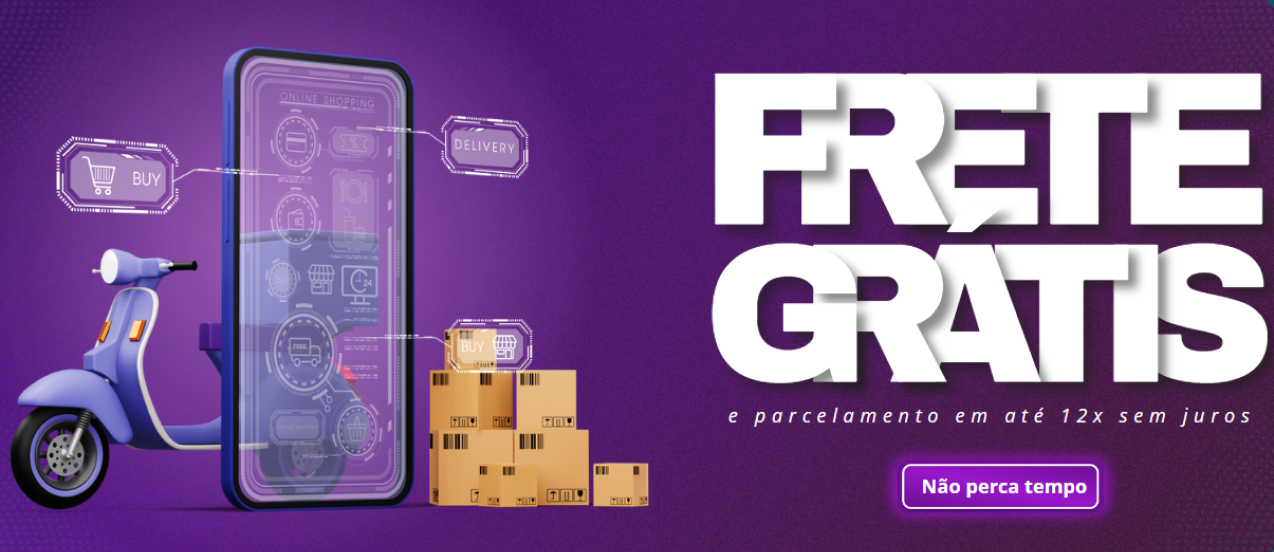 ONLINE SHOPPING
BUY
DELIVERY
24
FREE
BUY
FRETE
GRÁTIS
e parcelamento em até 12x sem juros
Não perca tempo